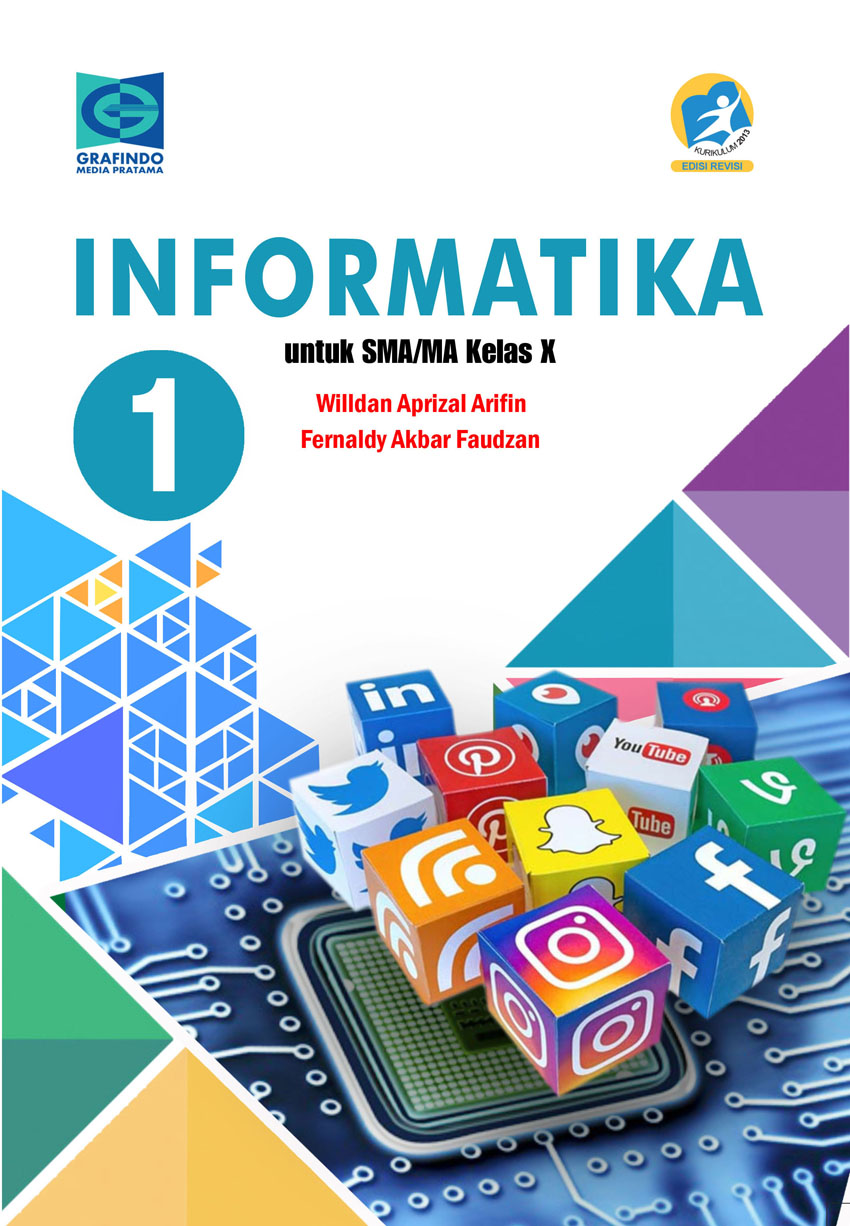 GRAFINDO
MEDIA PRATAMA
KURIKULUM 2013
EDISI REVISI
INFORMATIKA
untuk SMA/MA Kelas X
1
Willdan Aprizal Arifin
Fernaldy Akbar Faudzan
in
in
You Tube
Tube
f
f
f